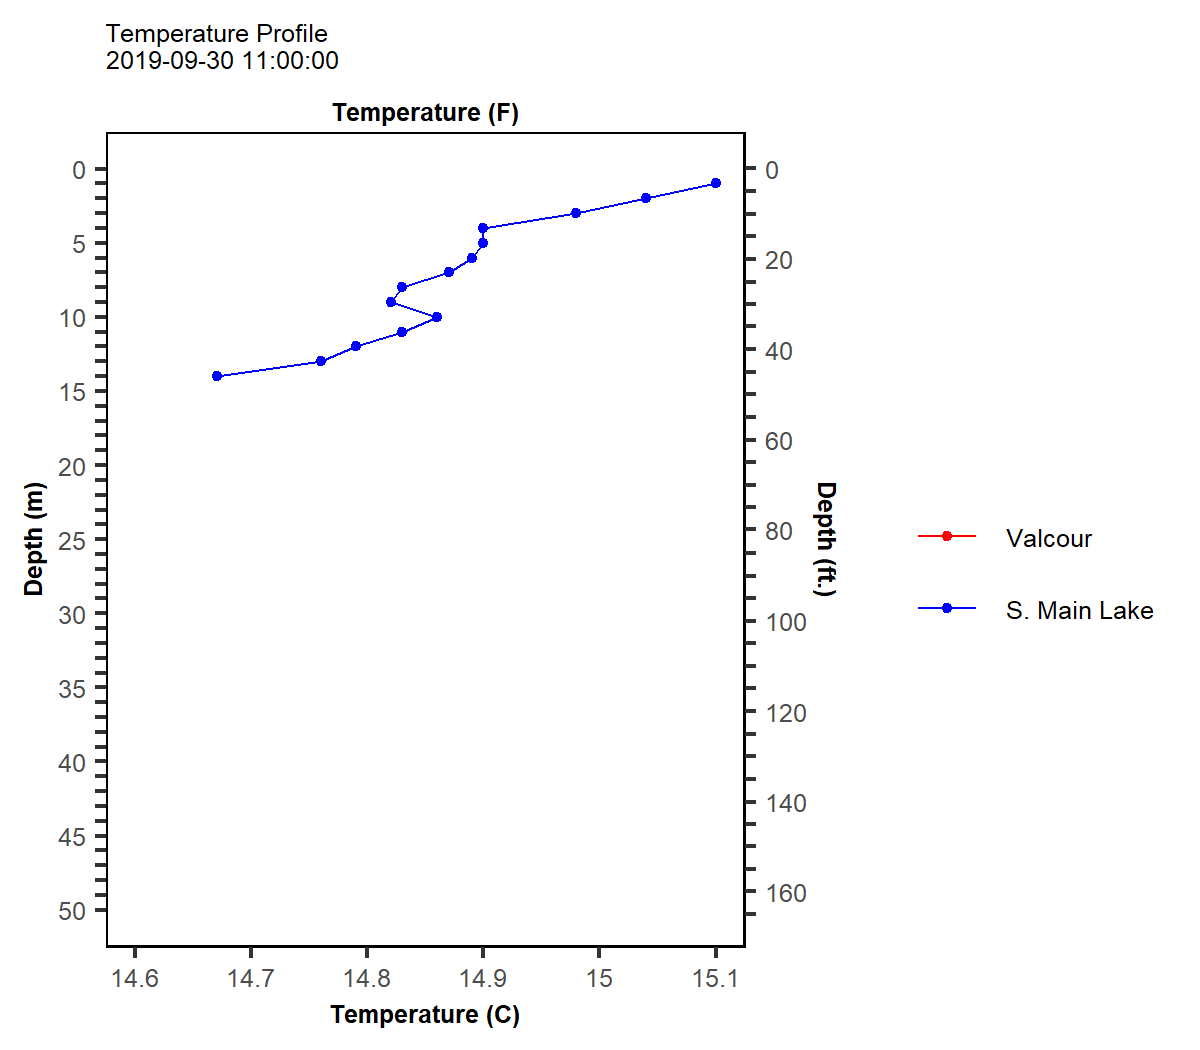 Temperature Profile
2019-09-30 11:00:00
Temperature (F)
0
5
10
15
20
25
30
35
40
45
50
Depth (m)
0
20
40
60
80
100
120
140
160
Depth (ft.)
14.6 14.7 14.8 14.9 15 15.1
Temperature (C)
Valcour
S. Main Lake